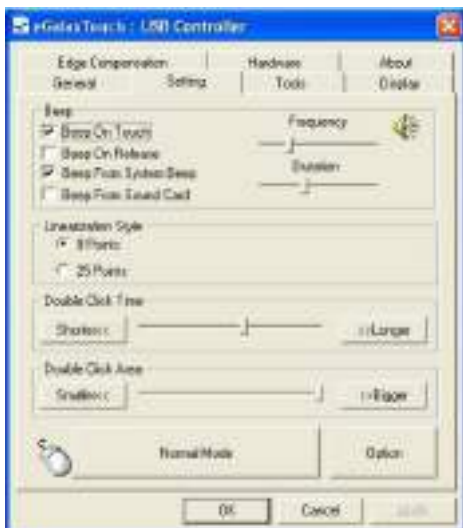 eGalaxTouch : USB Controller
Edge Compensation Hardware About
General Setting Tools Display
Beep
Beep On Touch
Beep On Release
Beep From System Beep
Beep From Sound Card
Frequency
Duration
Linearization Style
9 Points
25 Points
Double Click Time
Shorter<< >>Longer
Double Click Area
Smaller<< >>Bigger
Normal Mode Option
OK Cancel Apply